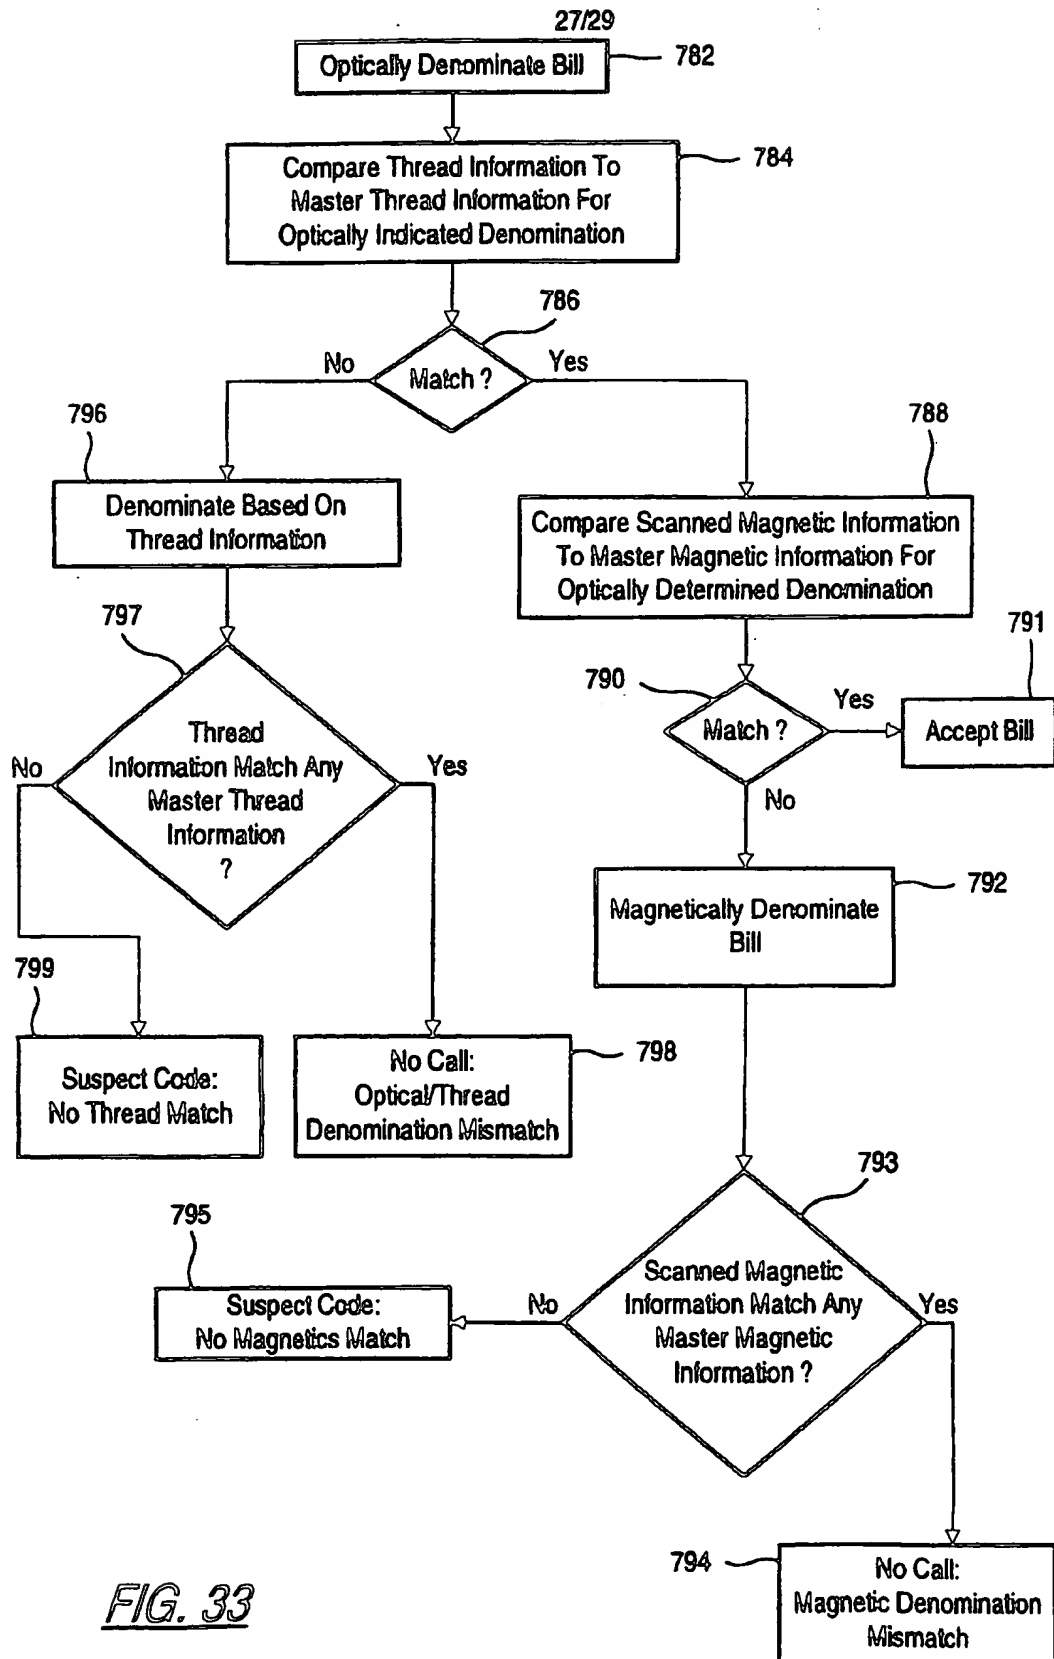 27/29
Optically Denominate Bill
782
Compare Thread Information To
Master Thread Information For
Optically Indicated Denomination
784
786
No
Match ?
Yes
796
788
Denominate Based On
Thread Information
Compare Scanned Magnetic Information
To Master Magnetic Information For
Optically Determined Denomination
797
791
790
Match ?
Yes
Accept Bill
No
Thread
Information Match Any
Master Thread
Information
?
No
Yes
792
Magnetically Denominate
Bill
799
Suspect Code:
No Thread Match
No Call:
Optical/Thread
Denomination Mismatch
798
793
795
Suspect Code:
No Magnetics Match
No
Scanned Magnetic
Information Match Any
Master Magnetic
Information ?
Yes
794
No Call:
Magnetic Denomination
Mismatch
FIG. 33